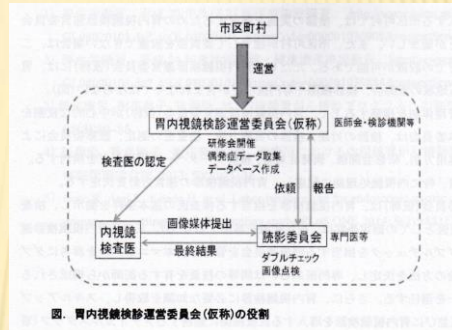 市区町村
運営
胃内視鏡検診運営委員会(仮称)
医師会・検診機関等
研修会開催
偶発症データ取集
データベース作成
検査医の認定
依頼
報告
内視鏡
検査医
画像媒体提出
最終結果
読影委員会
専門医等
ダブルチェック
画像点検
図. 胃内視鏡検診運営委員会(仮称)の役割